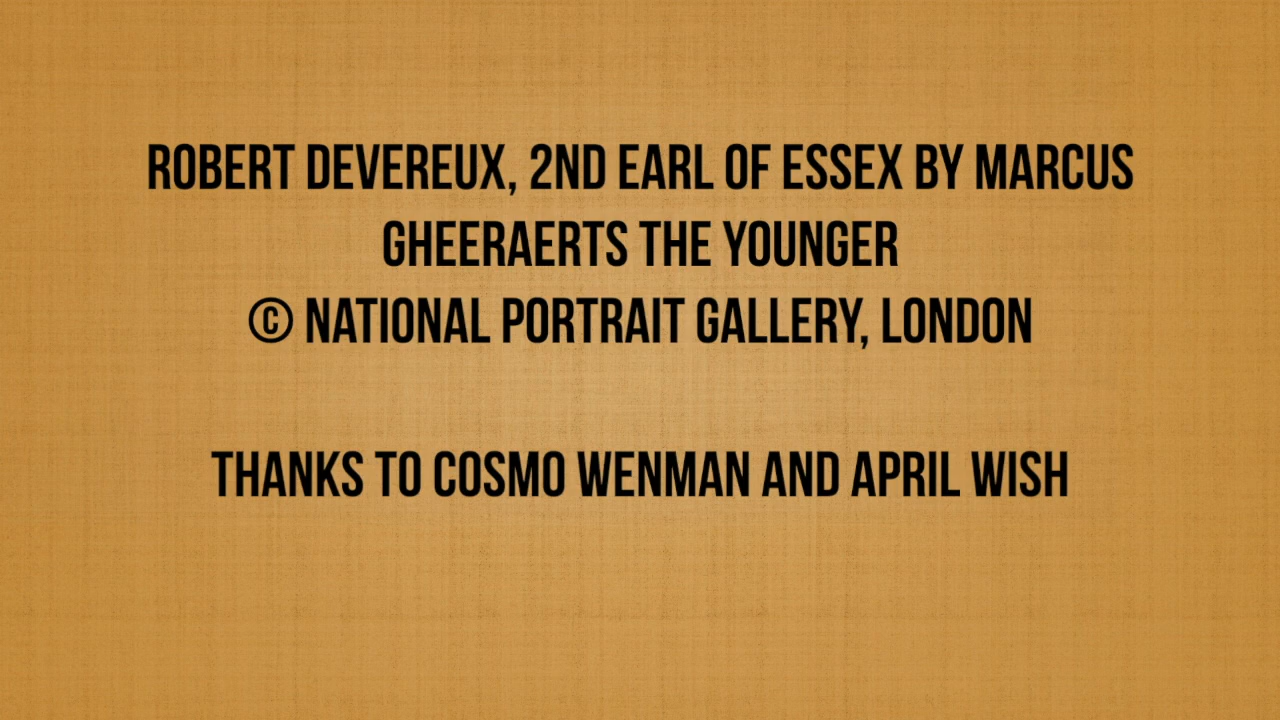 ROBERT DEVEREUX, 2ND EARL OF ESSEX BY MARCUS
GHEERAERTS THE YOUNGER
© NATIONAL PORTRAIT GALLERY, LONDON
THANKS TO COSMO WENMAN AND APRIL WISH